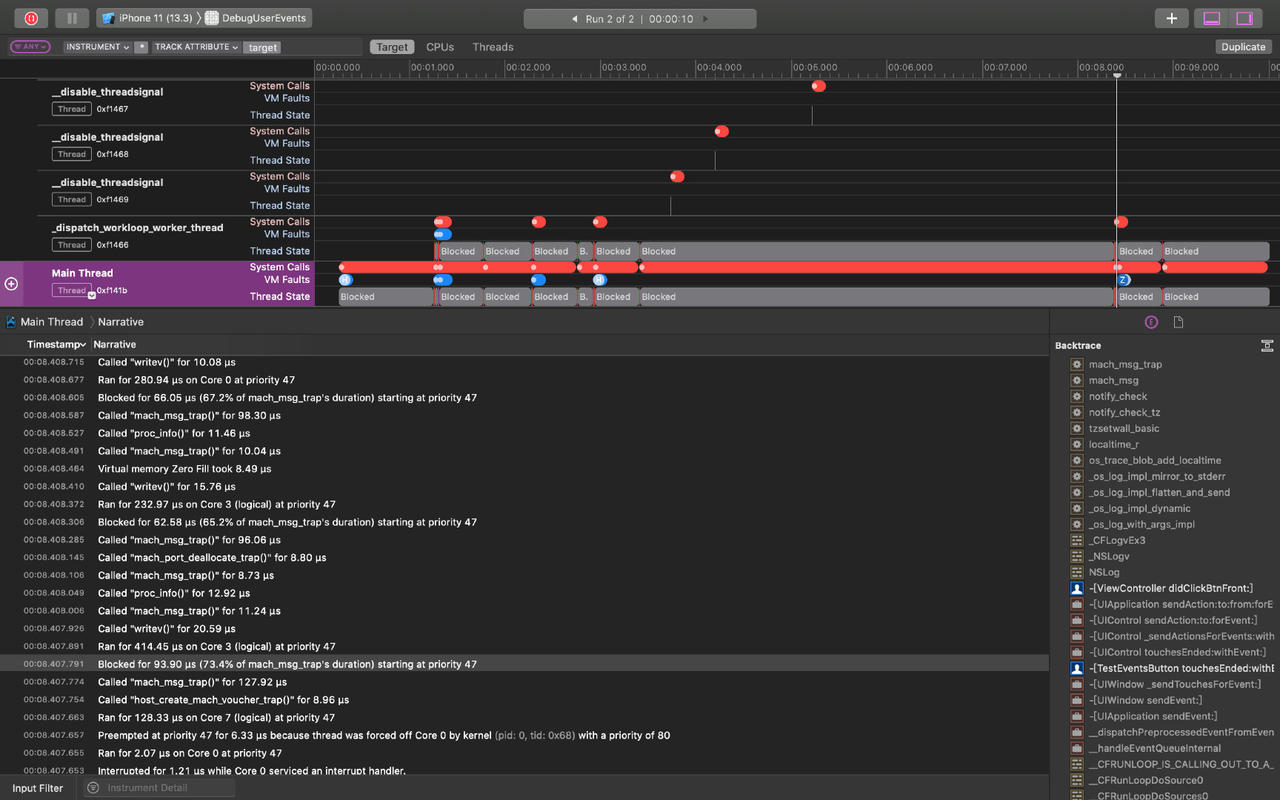 iPhone 11 (13.3) 〉 DebugUserEvents
Run 2 of 2 | 00:00:10
ANY INSTRUMENT * TRACK ATTRIBUTE target Target CPUs Threads Duplicate
00:00.000 00:01.000 00:02.000 00:03.000 00:04.000 00:05.000 00:06.000 00:07.000 00:08.000 00:09.000
__disable_threadsignal
Thread 0xf1467
System Calls
VM Faults
Thread State
__disable_threadsignal
Thread 0xf1468
System Calls
VM Faults
Thread State
__disable_threadsignal
Thread 0xf1469
System Calls
VM Faults
Thread State
_dispatch_workloop_worker_thread
Thread 0xf1466
System Calls
VM Faults
Thread State
Blocked Blocked Blocked B. Blocked Blocked Blocked Blocked
Main Thread
Thread 0xf141b
System Calls
VM Faults
Thread State
Blocked Blocked Blocked Blocked B. Blocked Blocked Blocked Blocked
Main Thread 〉 Narrative
Timestamp Narrative
00:08.408.715 Called "writev()" for 10.08 µs
00:08.408.677 Ran for 280.94 µs on Core 0 at priority 47
00:08.408.605 Blocked for 66.05 µs (67.2% of mach_msg_trap's duration) starting at priority 47
00:08.408.587 Called "mach_msg_trap()" for 98.30 µs
00:08.408.527 Called "proc_info()" for 11.46 µs
00:08.408.491 Called "mach_msg_trap()" for 10.04 µs
00:08.408.464 Virtual memory Zero Fill took 8.49 µs
00:08.408.410 Called "writev()" for 15.76 µs
00:08.408.372 Ran for 232.97 µs on Core 3 (logical) at priority 47
00:08.408.306 Blocked for 62.58 µs (65.2% of mach_msg_trap's duration) starting at priority 47
00:08.408.285 Called "mach_msg_trap()" for 96.06 µs
00:08.408.145 Called "mach_port_deallocate_trap()" for 8.80 µs
00:08.408.106 Called "mach_msg_trap()" for 8.73 µs
00:08.408.049 Called "proc_info()" for 12.92 µs
00:08.408.006 Called "mach_msg_trap()" for 11.24 µs
00:08.407.926 Called "writev()" for 20.59 µs
00:08.407.891 Ran for 414.45 µs on Core 3 (logical) at priority 47
00:08.407.791 Blocked for 93.90 µs (73.4% of mach_msg_trap's duration) starting at priority 47
00:08.407.774 Called "mach_msg_trap()" for 127.92 µs
00:08.407.754 Called "host_create_mach_voucher_trap()" for 8.96 µs
00:08.407.663 Ran for 128.33 µs on Core 7 (logical) at priority 47
00:08.407.657 Preempted at priority 47 for 6.33 µs because thread was forced off Core 0 by kernel (pid: 0, tid: 0x68) with a priority of 80
00:08.407.655 Ran for 2.07 µs on Core 0 at priority 47
00:08.407.653 Interrupted for 1.21 µs while Core 0 serviced an interrupt handler.
Input Filter Instrument Detail
E
Backtrace
mach_msg_trap
mach_msg
notify_check
notify_check_tz
tzsetwall_basic
localtime_r
os_trace_blob_add_localtime
_os_log_impl_mirror_to_stderr
_os_log_impl_flatten_and_send
_os_log_impl_dynamic
_os_log_with_args_impl
_CFLogvEx3
_NSLogv
NSLog
-[ViewController didClickBtnFront:]
-[UIApplication sendAction:to:from:forE
-[UIControl sendAction:to:forEvent:]
-[UIControl _sendActionsForEvents:with
-[UIControl touchesEnded:withEvent:]
-[TestEventsButton touchesEnded:withE
-[UIWindow _sendTouchesForEvent:]
-[UIWindow sendEvent:]
-[UIApplication sendEvent:]
__dispatchPreprocessedEventFromEven
__handleEventQueueInternal
__CFRUNLOOP_IS_CALLING_OUT_TO_A_
__CFRunLoopDoSource0
__CFRunLoopDoSources0